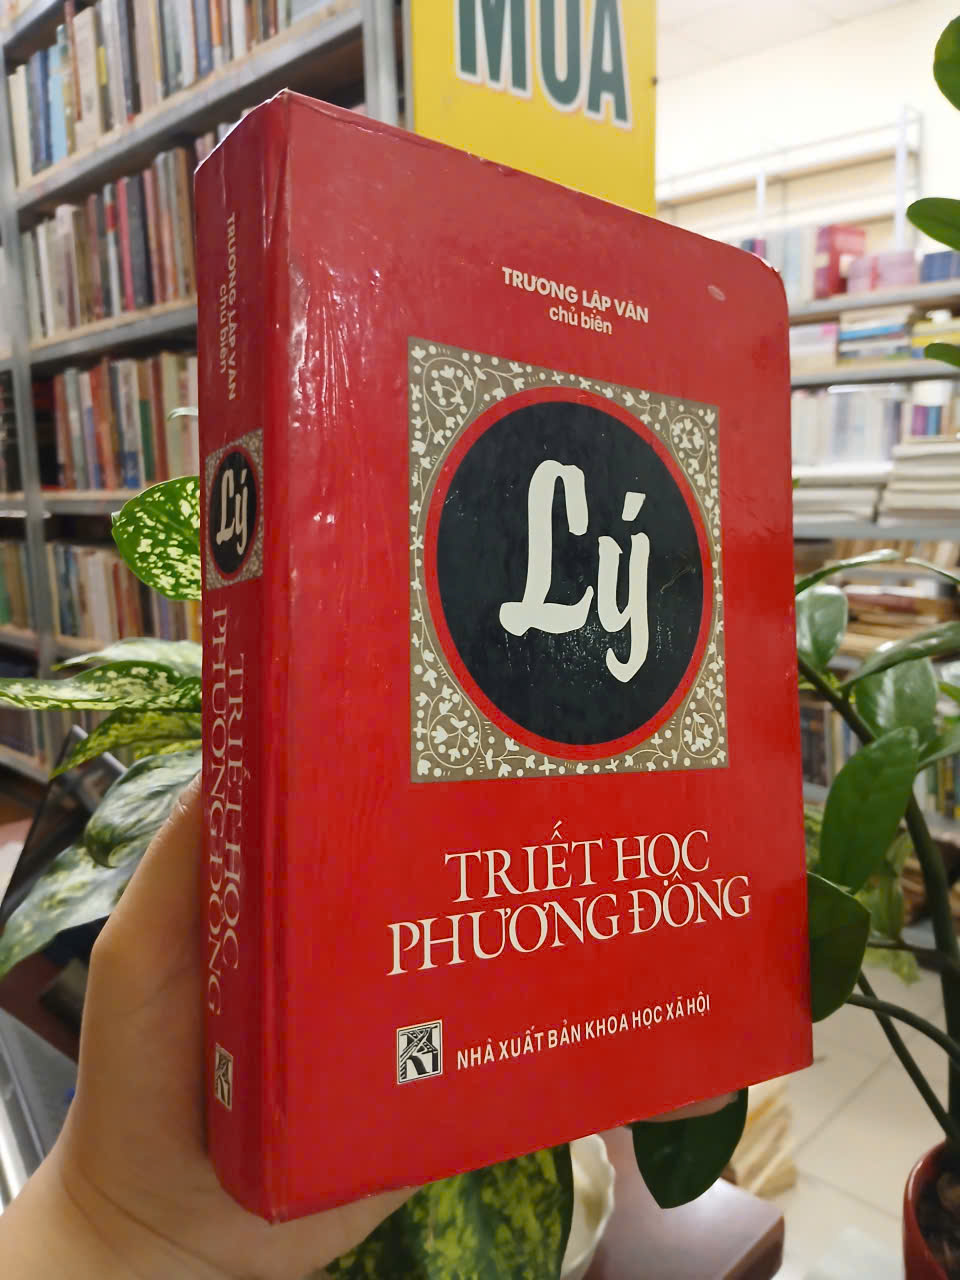 MUA
TRƯƠNG LẬP VĂN
chủ biên
Lý
TRIẾT HỌC
PHƯƠNG ĐÔNG
NHÀ XUẤT BẢN KHOA HỌC XÃ HỘI
TRƯƠNG LẬP VĂN
chủ biên
Lý
TRIẾT HỌC
PHƯƠNG ĐÔNG